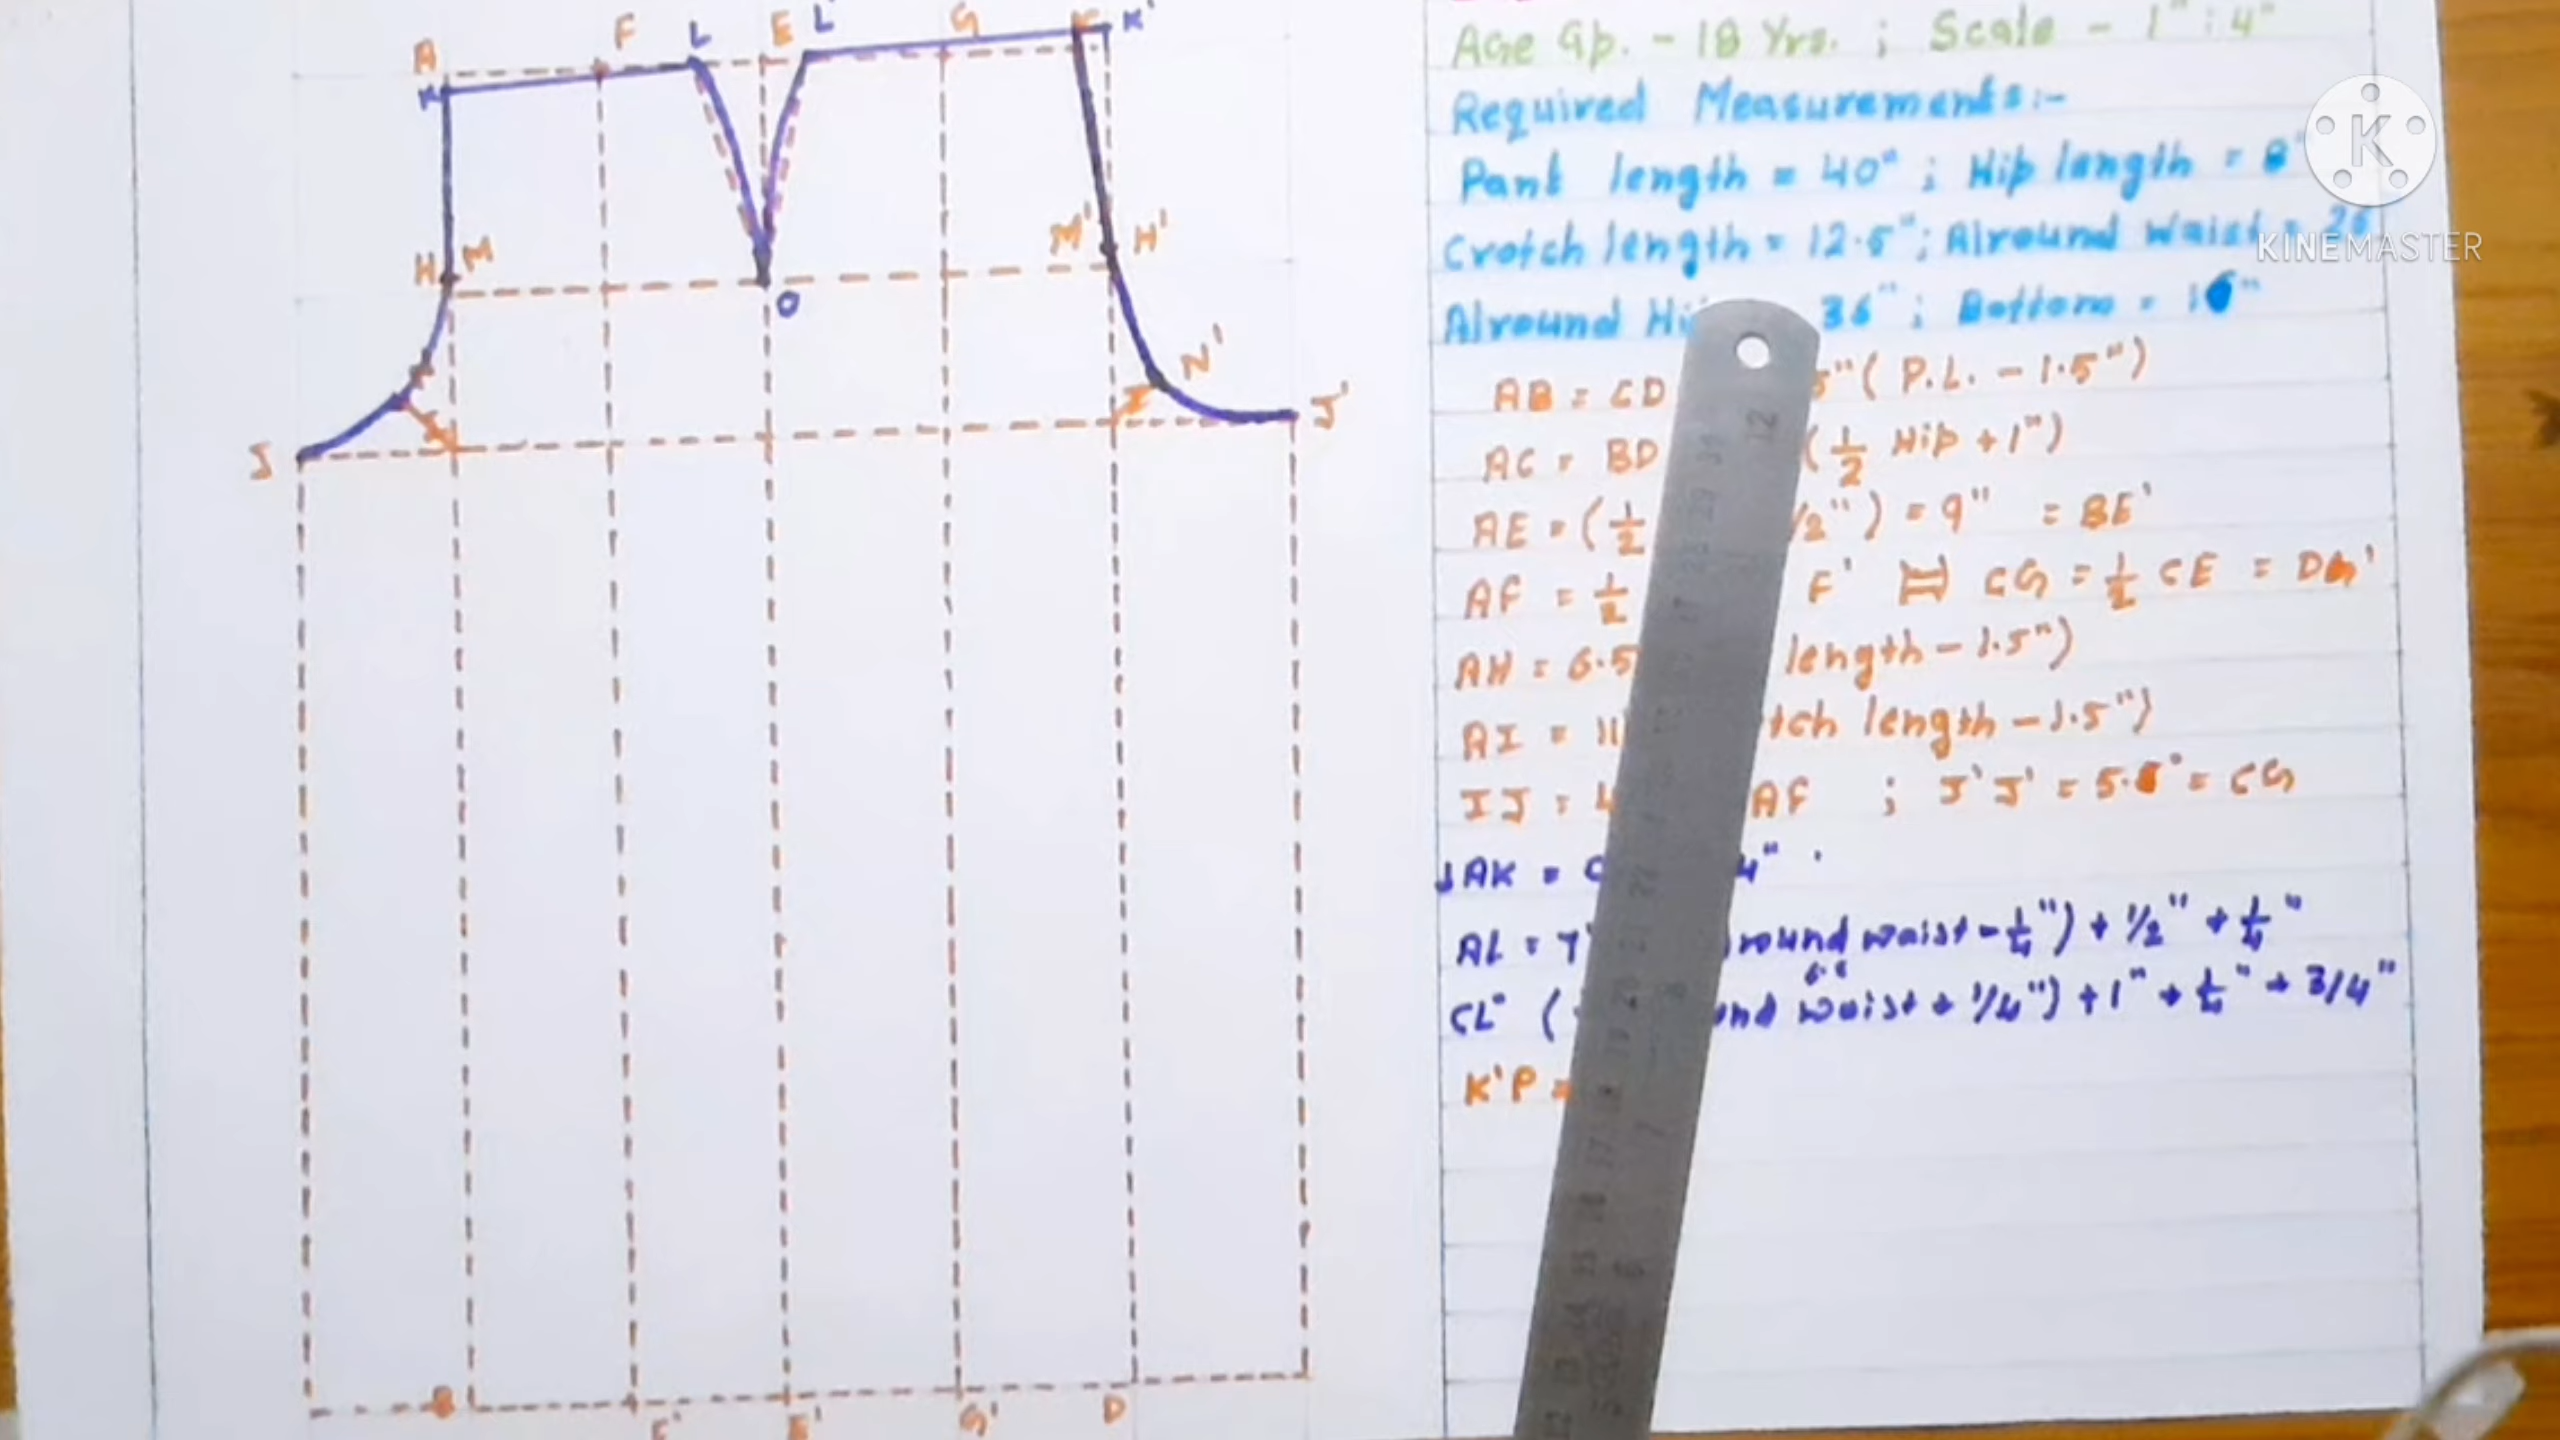 Age Gp. - 18 Yrs. ; Scale - 1" : 4"
Required Measurements:-
Pant length = 40" ; Hip length = 8"
Crotch length = 12.5" ; Alround Waist =
Alround Hi 36" ; Bottom = 16"
AB = CD 5" ( P.L. - 1.5")
AC = BD ( 1/2 Hip + 1")
AE = ( 1/2 /2" ) = 9" = BE'
AF = 1/2 F' CG = 1/2 CE = DG'
AH = 6.5 length - 1.5")
AI = 11 tch length - 1.5")
IJ = 4 AF ; = CG
↓AK = 4"
AL = 7" round waist - 1/4") + 1/2" + 1/4"
CL' ( und waist + 1/4") + 1" + 1/4" + 3/4"
K'P =
A F L E L' G K'
K
H M M' H'
O
N'
J J'
B F' E' G' D
K
KINEMASTER